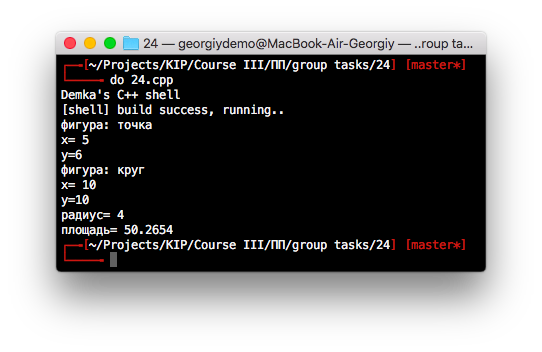 24 — georgiydemo@MacBook-Air-Georgiy — ..roup ta...
[~/Projects/KIP/Course III/ПП/group tasks/24] [master*]
do 24.cpp
Demka's C++ shell
[shell] build success, running..
фигура: точка
x= 5
y=6
фигура: круг
x= 10
y=10
радиус= 4
площадь= 50.2654
[~/Projects/KIP/Course III/ПП/group tasks/24] [master*]